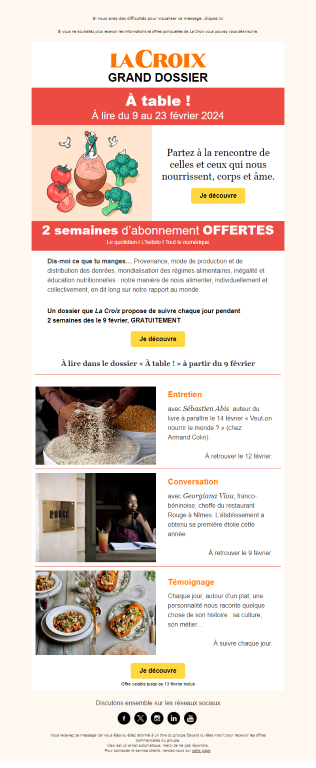 Si vous avez des difficultés pour visualiser ce message, cliquez ici.
Si vous ne souhaitez plus recevoir les informations et offres ponctuelles de La Croix vous pouvez vous désinscrire.
LA CROIX
GRAND DOSSIER
À table !
À lire du 9 au 23 février 2024
Partez à la rencontre de
celles et ceux qui nous
nourrissent, corps et âme.
Je découvre
2 semaines d'abonnement OFFERTES
Le quotidien I L'hebdo I Tout le numérique
Dis-moi ce que tu manges... Provenance, mode de production et de
distribution des denrées, mondialisation des régimes alimentaires, inégalité et
éducation nutritionnelles : notre manière de nous alimenter, individuellement et
collectivement, en dit long sur notre rapport au monde.
Un dossier que La Croix propose de suivre chaque jour pendant
2 semaines dès le 9 février, GRATUITEMENT
Je découvre
À lire dans le dossier « À table ! » à partir du 9 février
Entretien
avec Sébastien Abis, auteur du
livre à paraître le 14 février « Veut-on
nourrir le monde ? » (chez
Armand Colin).
À retrouver le 12 février.
ROUGE
Conversation
avec Georgiana Viou, franco-
béninoise, cheffe du restaurant
Rouge à Nîmes. L'établissement a
obtenu sa première étoile cette
année.
À retrouver le 9 février
Témoignage
Chaque jour, autour d'un plat, une
personnalité nous raconte quelque
chose de son histoire : sa culture,
son métier...
À suivre chaque jour.
Je découvre
Offre valable jusqu'au 13 février inclus
Discutons ensemble sur les réseaux sociaux
Vous recevez ce message car vous êtes ou étiez abonné à un titre du groupe Bayard ou êtes inscrit pour recevoir les offres
commerciales du groupe.
Ceci est un email automatique, merci de ne pas répondre.
Pour contacter le service clients, rendez-vous sur cette page.